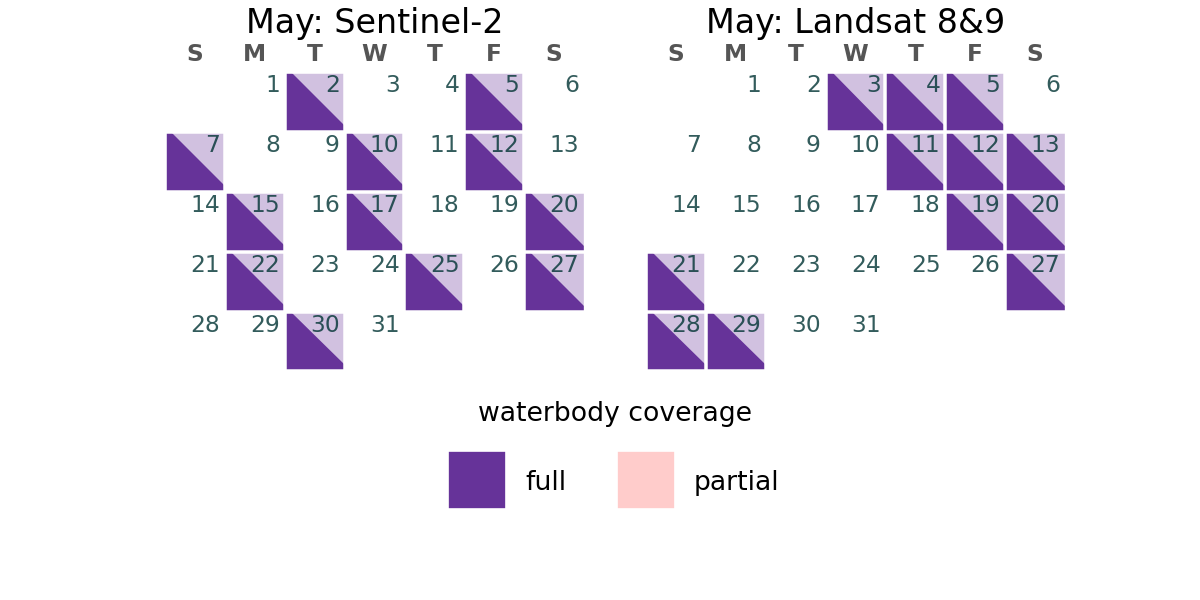 May: Sentinel-2
S M T W T F S
1 2 3 4 5 6
7 8 9 10 11 12 13
14 15 16 17 18 19 20
21 22 23 24 25 26 27
28 29 30 31
May: Landsat 8&9
S M T W T F S
1 2 3 4 5 6
7 8 9 10 11 12 13
14 15 16 17 18 19 20
21 22 23 24 25 26 27
28 29 30 31
waterbody coverage
full partial